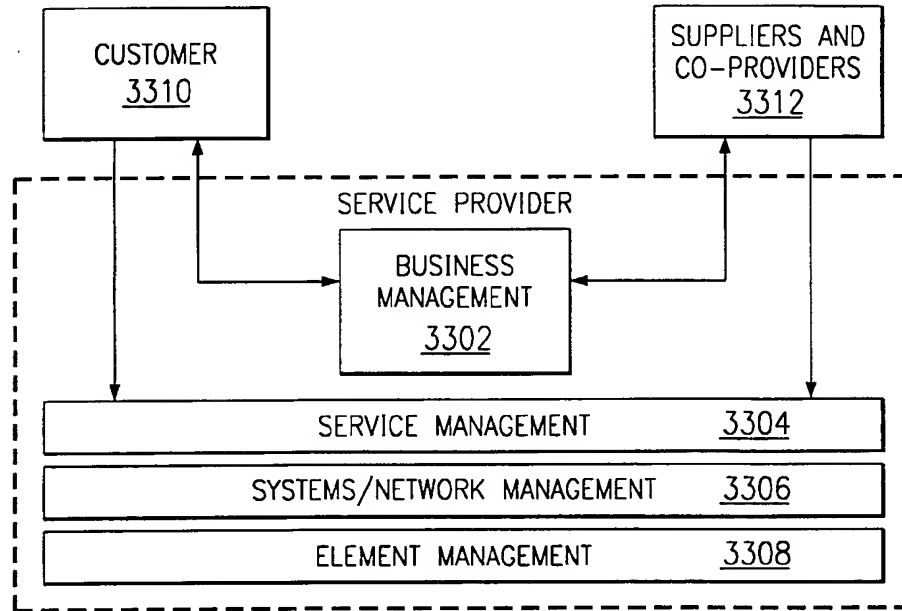 CUSTOMER
3310
SUPPLIERS AND
CO-PROVIDERS
3312
SERVICE PROVIDER
BUSINESS
MANAGEMENT
3302
SERVICE MANAGEMENT 3304
SYSTEMS/NETWORK MANAGEMENT 3306
ELEMENT MANAGEMENT 3308